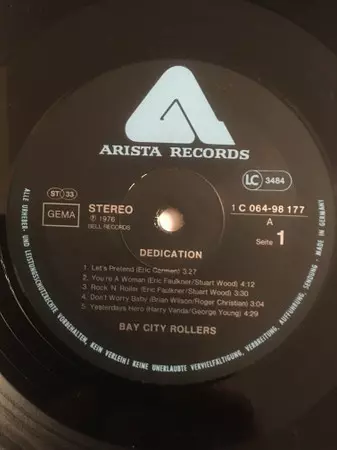 ARISTA RECORDS
LC 3484
ST 33
GEMA
STEREO
℗ 1976
BELL RECORDS
1 C 064-98 177
A
Seite 1
DEDICATION
1. Let's Pretend (Eric Carmen) 3:27
2. You're A Woman (Eric Faulkner/Stuart Wood) 4:12
3. Rock 'N' Roller (Eric Faulkner/Stuart Wood) 3:30
4. Don't Worry Baby (Brian Wilson/Roger Christian) 3:04
5. Yesterdays Hero (Harry Vanda/George Young) 4:29
BAY CITY ROLLERS
ALLE URHEBER- UND LEISTUNGSSCHUTZRECHTE VORBEHALTEN. KEIN VERLEIH! KEINE UNERLAUBTE VERVIELFÄLTIGUNG, VERMIETUNG, AUFFÜHRUNG, SENDUNG - MADE IN GERMANY